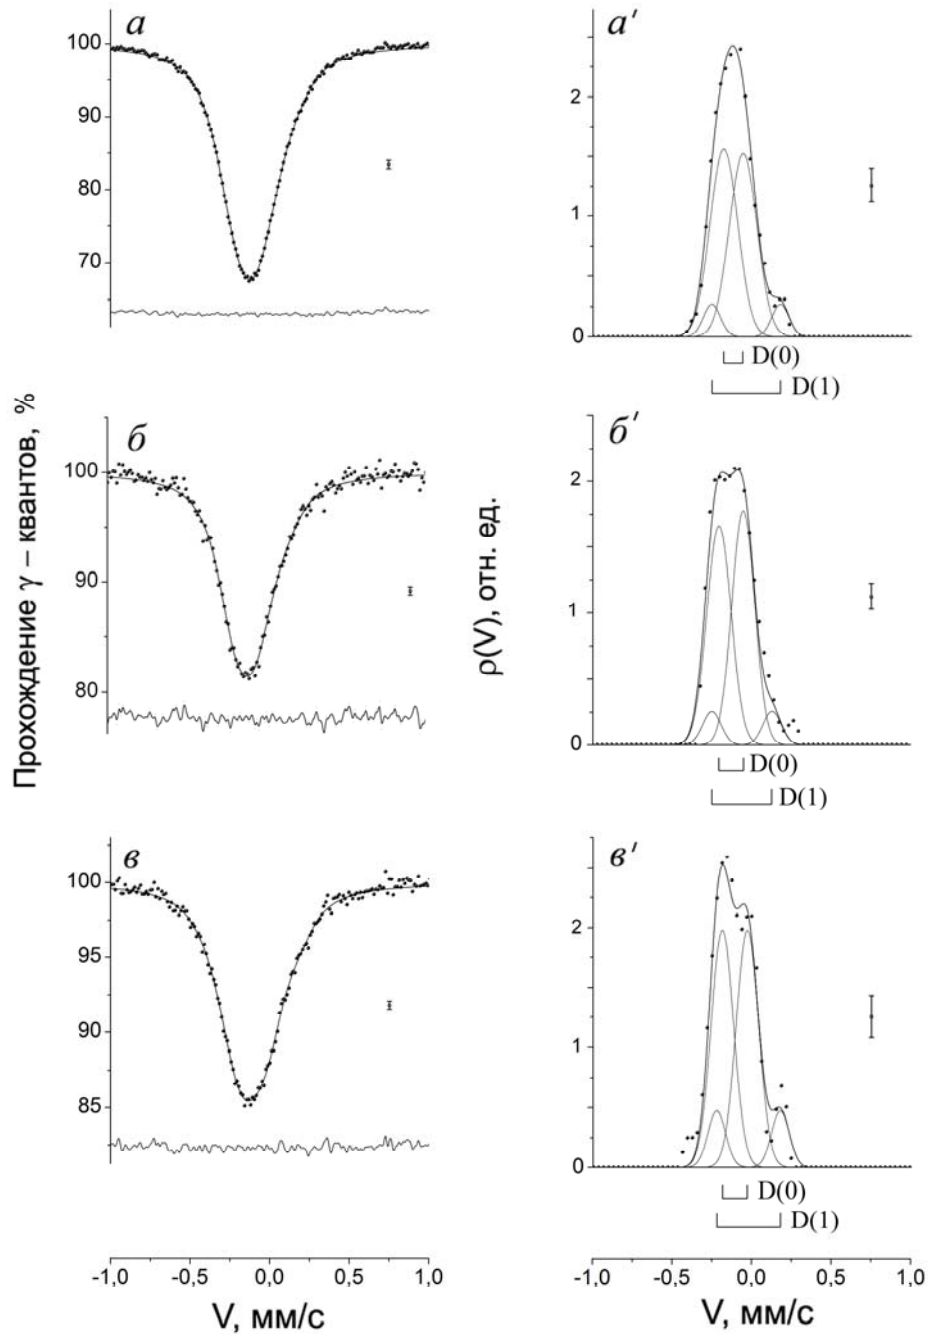 а
100
90
80
70
а′
2
1
0
D(0)
D(1)
б
100
90
80
б′
2
1
0
D(0)
D(1)
в
100
95
90
85
в′
2
1
0
D(0)
D(1)
Прохождение γ – квантов, %
ρ(V), отн. ед.
-1,0 -0,5 0,0 0,5 1,0
V, мм/с
-1,0 -0,5 0,0 0,5 1,0
V, мм/с